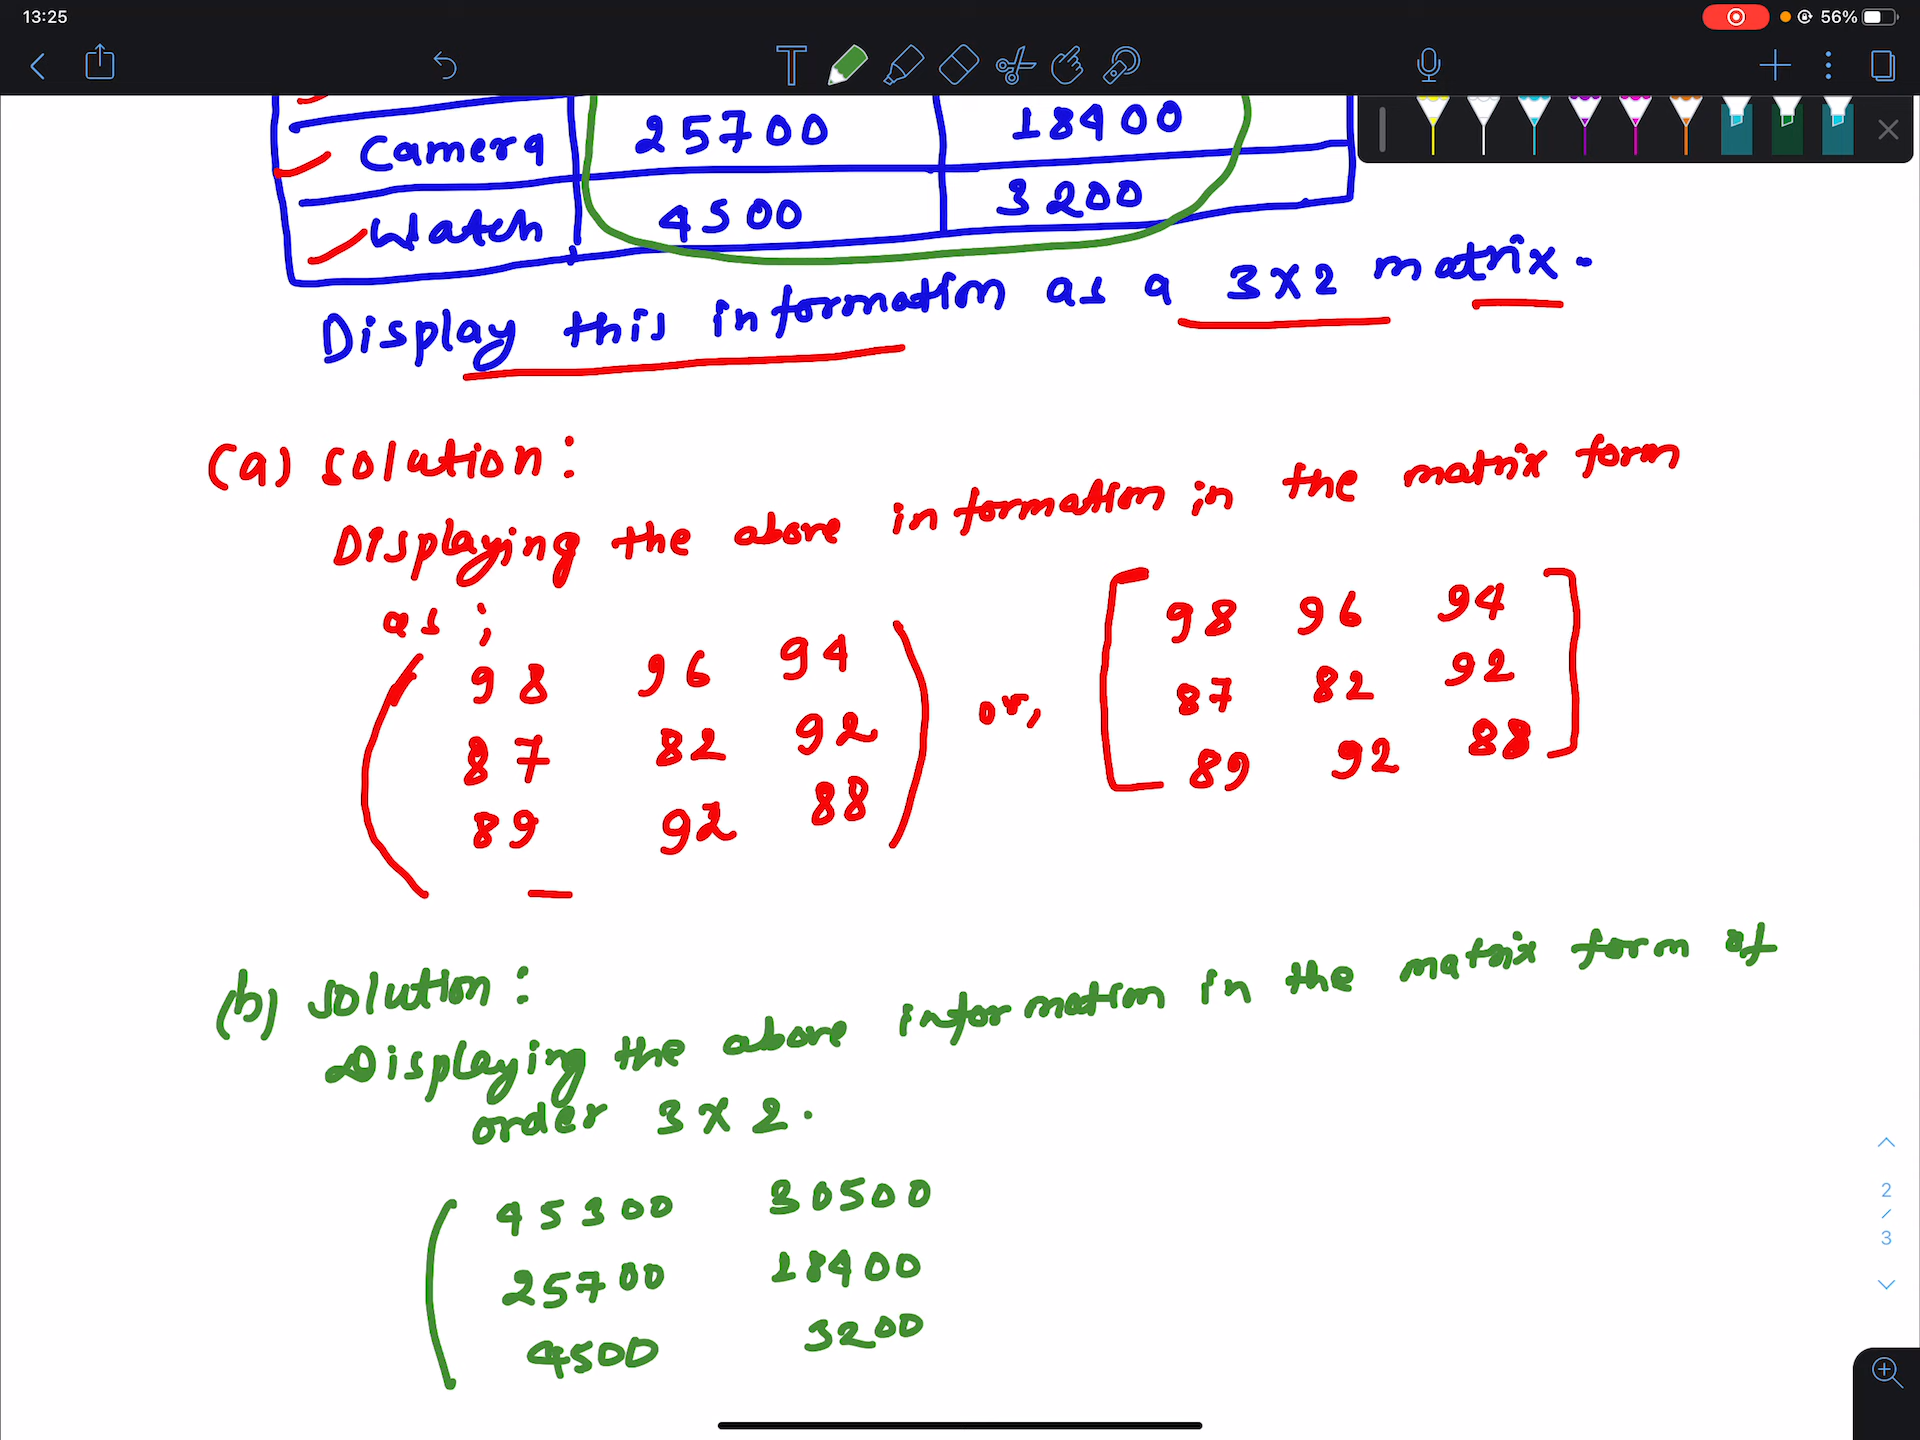 13:25
56%
T
Camera 25700 18400
Watch 4500 3200
Display this information as a 3x2 matrix.
(a) solution:
Displaying the above information in the matrix form
as;
98 96 94 or, 98 96 94
87 82 92 87 82 92
89 92 88 89 92 88
(b) solution:
Displaying the above information in the matrix form of
order 3 x 2.
45300 30500
25700 18400
4500 3200
2
/
3